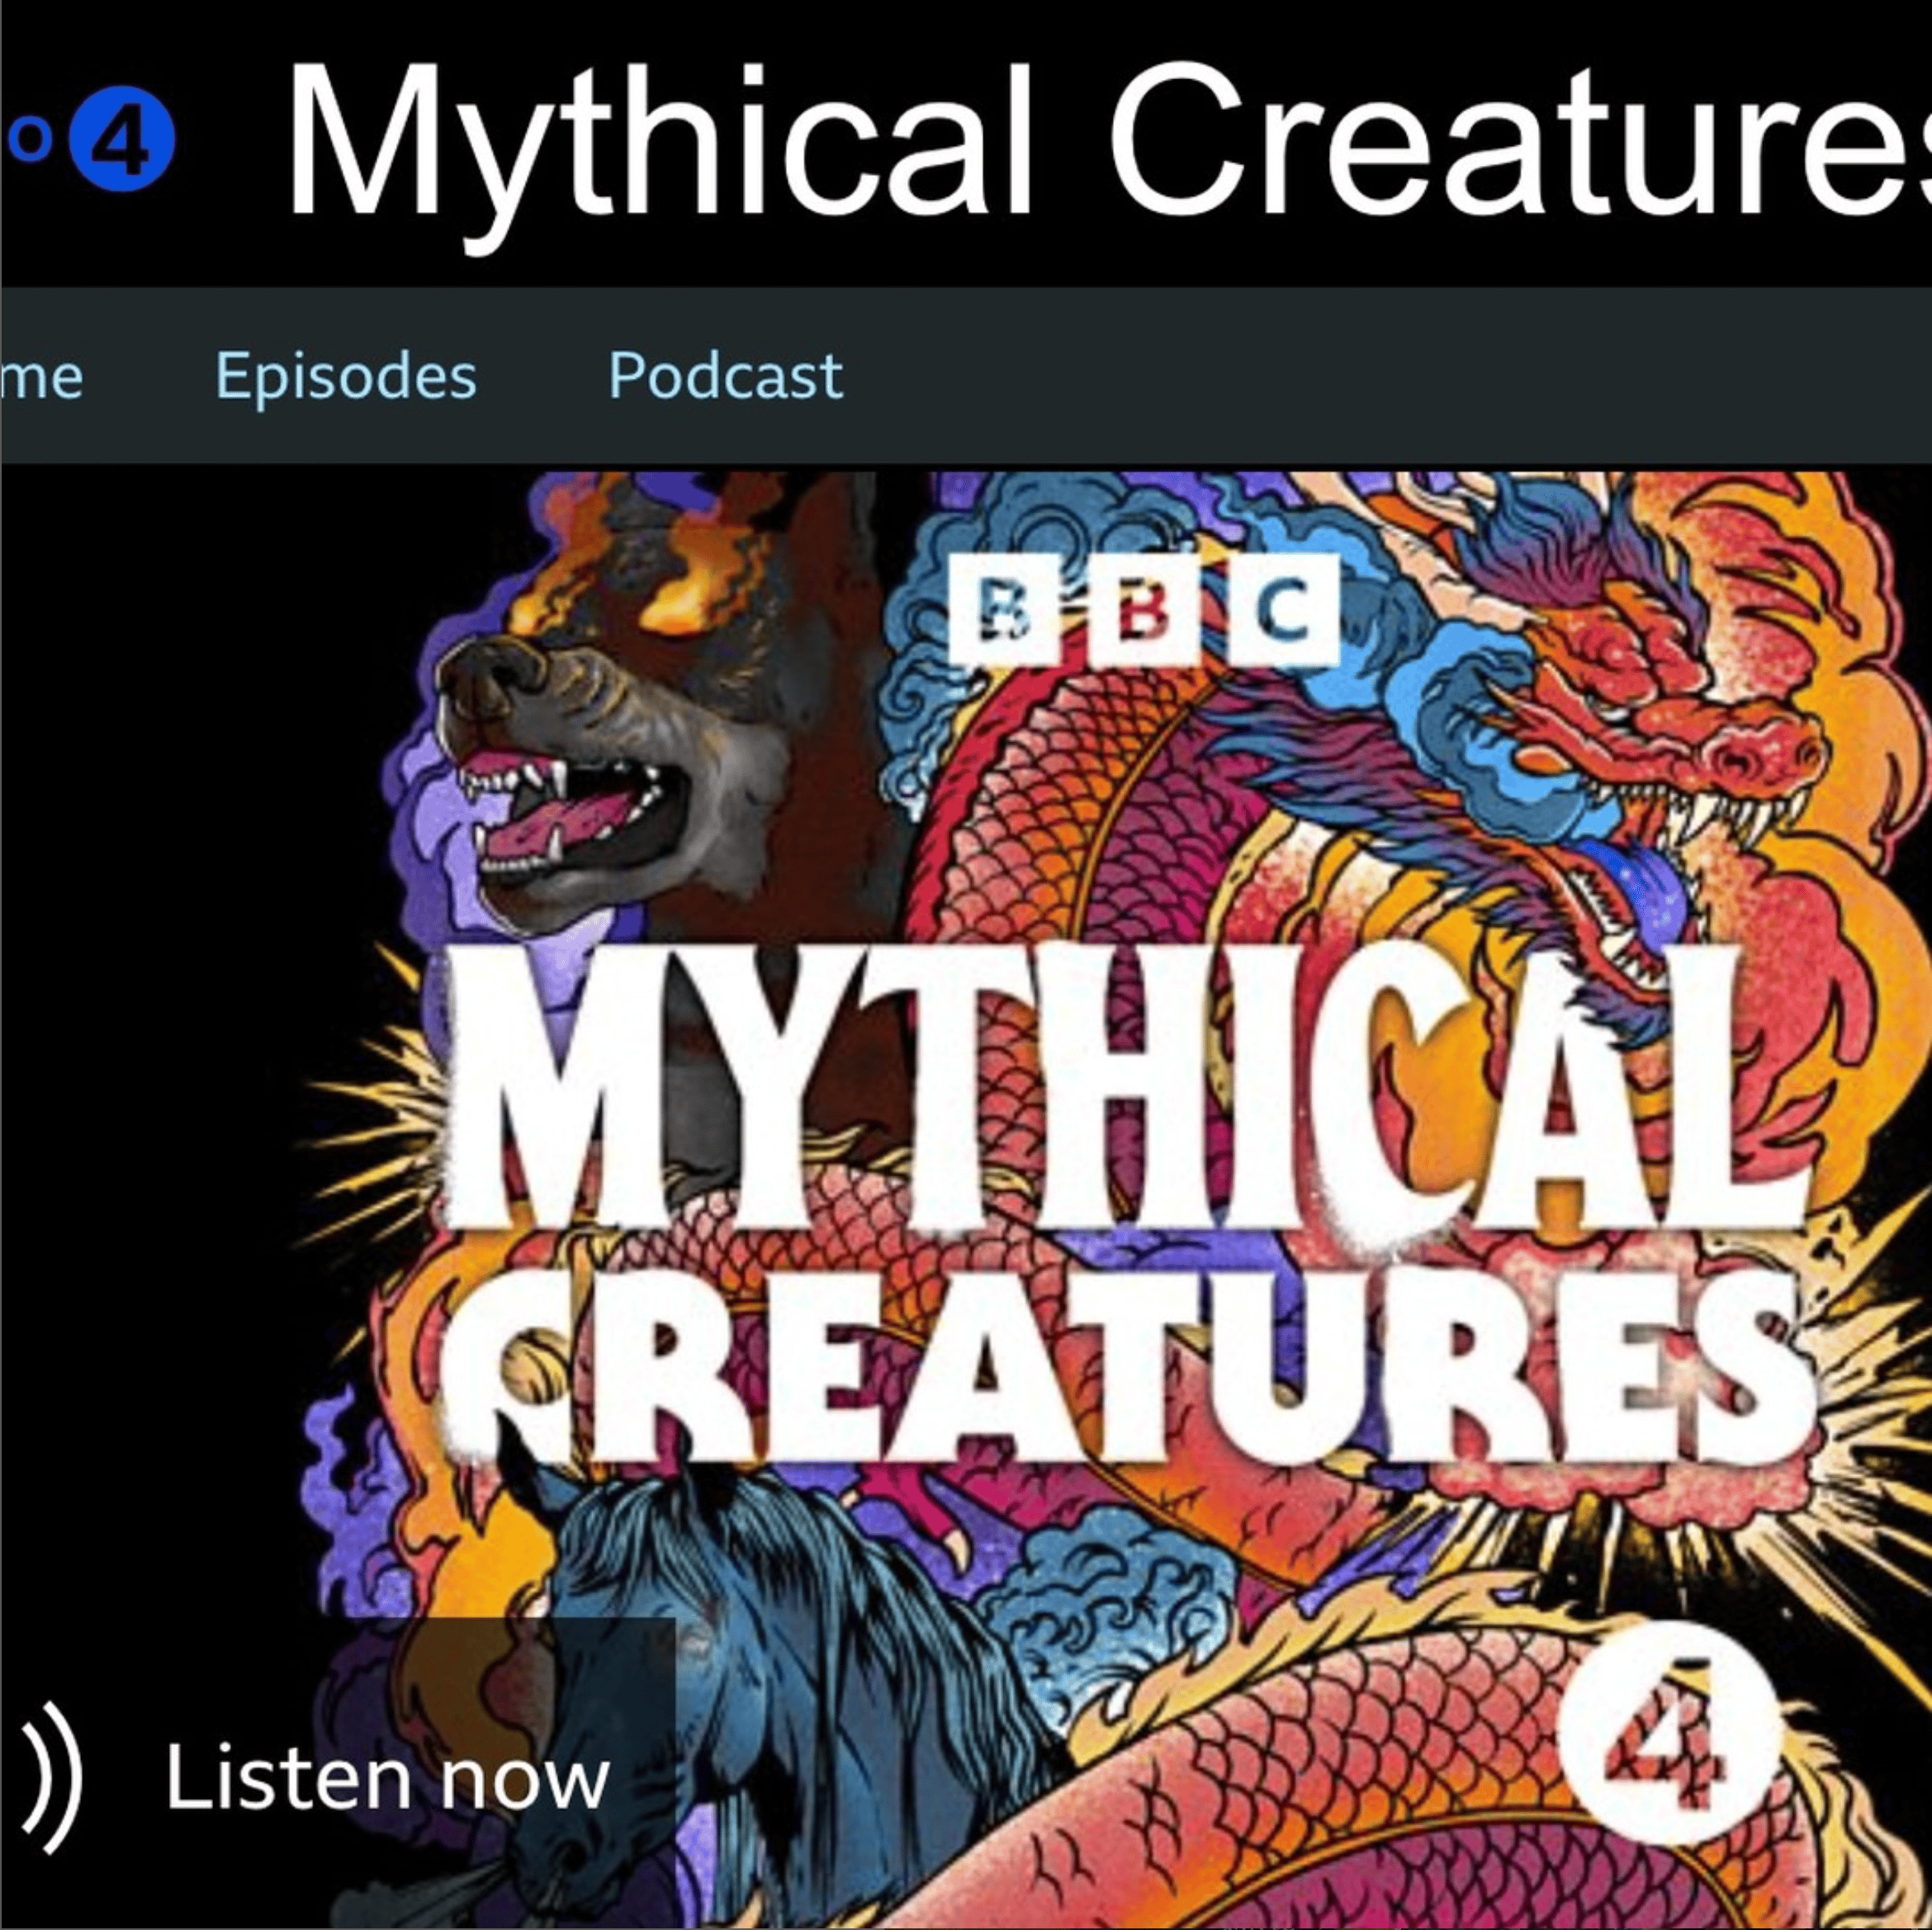 o 4 Mythical Creatures
me Episodes Podcast
BBC
MYTHICAL
CREATURES
4
Listen now